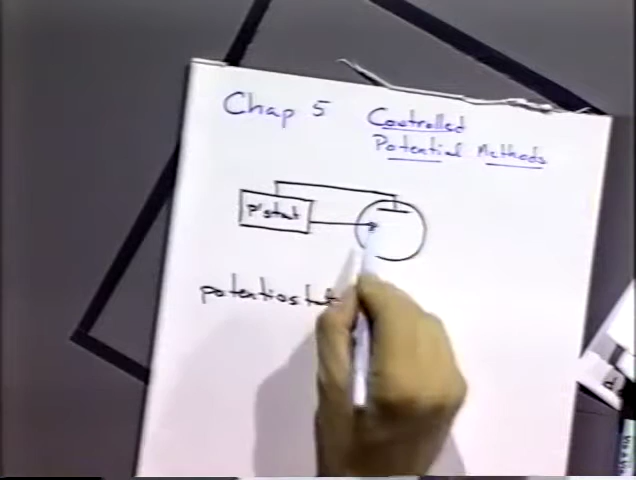 Chap 5 Controlled
Potential Methods
P'stat
potentiostat